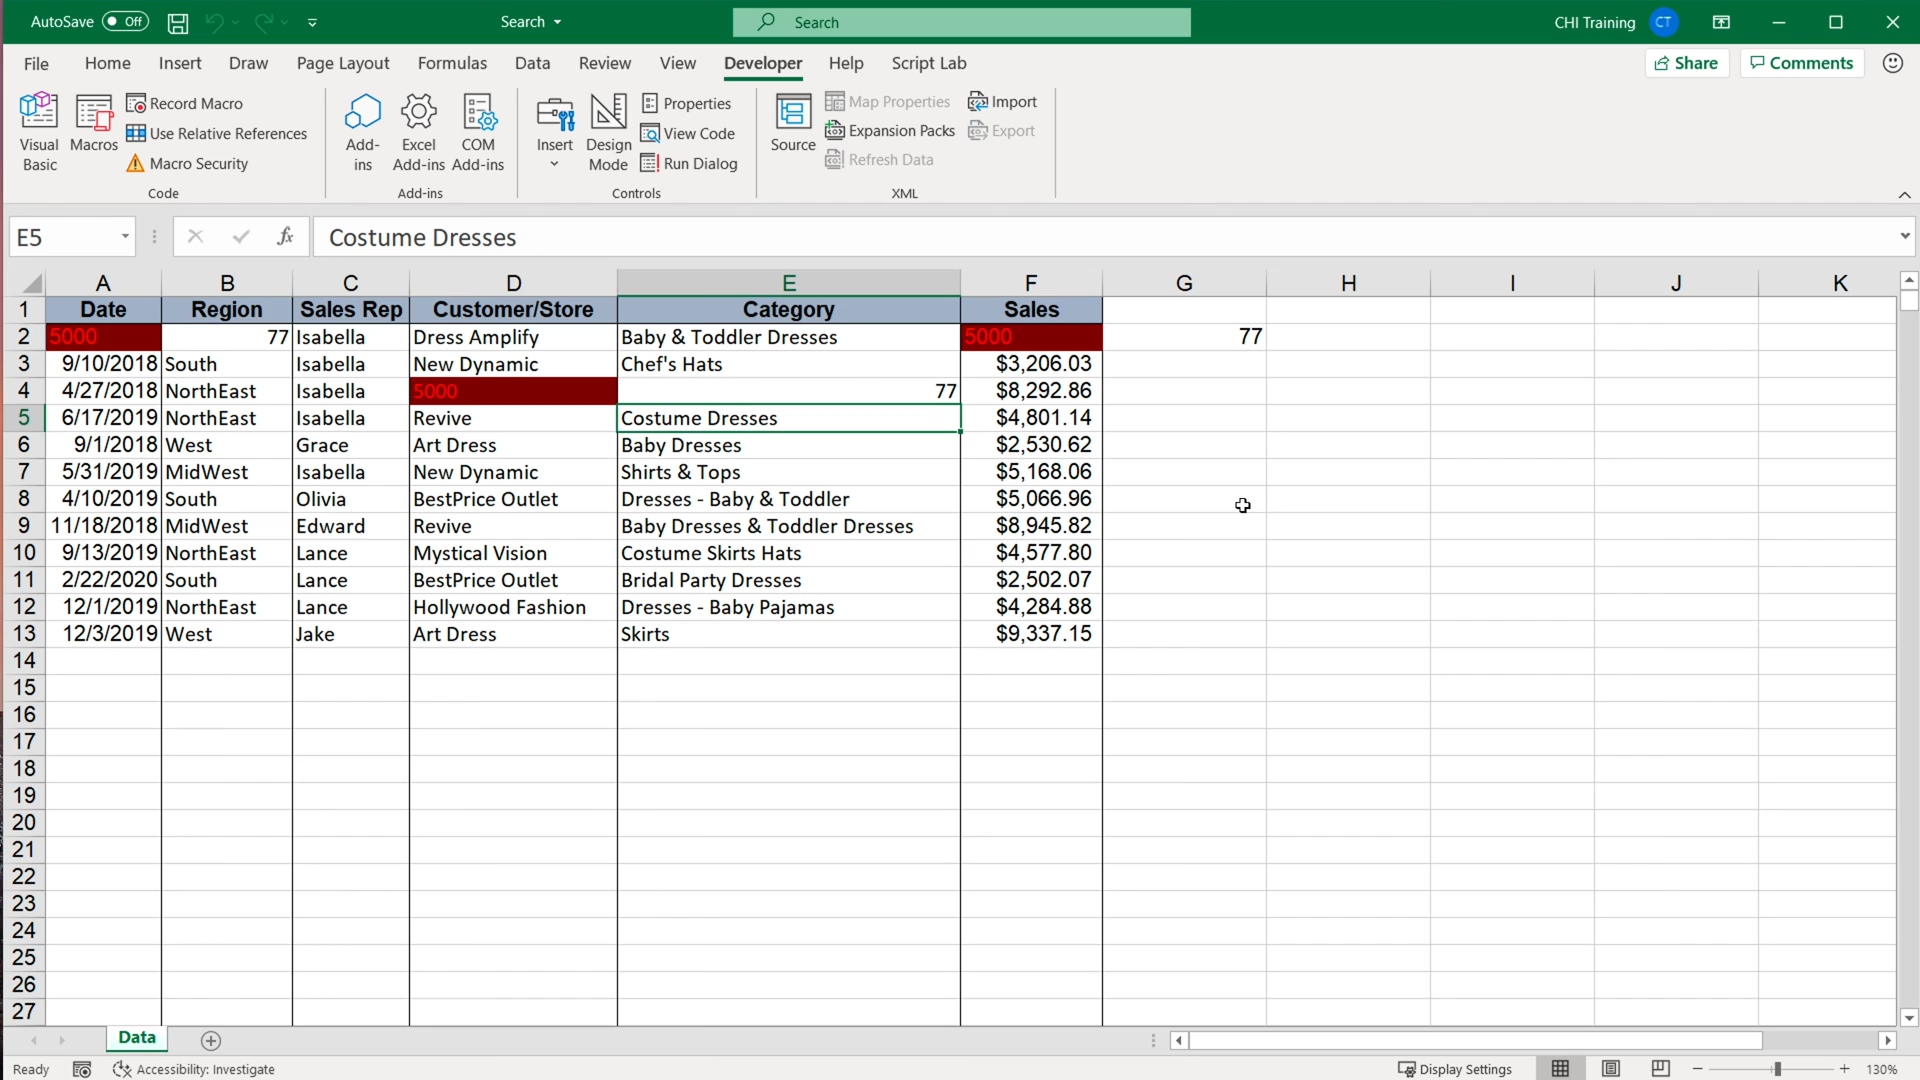 AutoSave Off Search Search CHI Training CT
File Home Insert Draw Page Layout Formulas Data Review View Developer Help Script Lab Share Comments
Visual Basic
Macros
Record Macro
Use Relative References
Macro Security
Code
Add-ins
Excel Add-ins
COM Add-ins
Add-ins
Insert
Design Mode
Properties
View Code
Run Dialog
Controls
Source
Map Properties
Expansion Packs
Refresh Data
Import
Export
XML
E5 fx Costume Dresses
A B C D E F G H I J K
1 Date Region Sales Rep Customer/Store Category Sales
2 5000 77 Isabella Dress Amplify Baby & Toddler Dresses 5000 77
3 9/10/2018 South Isabella New Dynamic Chef's Hats $3,206.03
4 4/27/2018 NorthEast Isabella 5000 77 $8,292.86
5 6/17/2019 NorthEast Isabella Revive Costume Dresses $4,801.14
6 9/1/2018 West Grace Art Dress Baby Dresses $2,530.62
7 5/31/2019 MidWest Isabella New Dynamic Shirts & Tops $5,168.06
8 4/10/2019 South Olivia BestPrice Outlet Dresses - Baby & Toddler $5,066.96
9 11/18/2018 MidWest Edward Revive Baby Dresses & Toddler Dresses $8,945.82
10 9/13/2019 NorthEast Lance Mystical Vision Costume Skirts Hats $4,577.80
11 2/22/2020 South Lance BestPrice Outlet Bridal Party Dresses $2,502.07
12 12/1/2019 NorthEast Lance Hollywood Fashion Dresses - Baby Pajamas $4,284.88
13 12/3/2019 West Jake Art Dress Skirts $9,337.15
14
15
16
17
18
19
20
21
22
23
24
25
26
27
Data
Ready Accessibility: Investigate Display Settings 130%